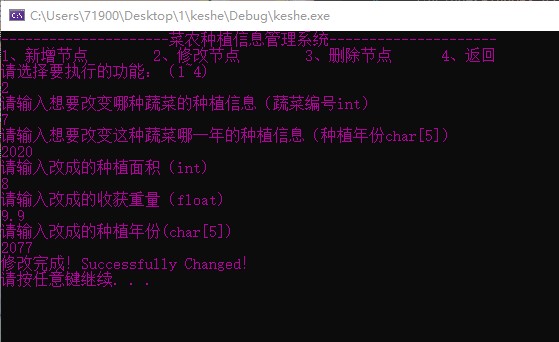 C:\Users\71900\Desktop\1\keshe\Debug\keshe.exe
---------------------菜农种植信息管理系统---------------------
1、新增节点        2、修改节点        3、删除节点      4、返回
请选择要执行的功能： (1~4)
2
请输入想要改变哪种蔬菜的种植信息（蔬菜编号int）
7
请输入想要改变这种蔬菜哪一年的种植信息（种植年份char[5]）
2020
请输入改成的种植面积（int）
8
请输入改成的收获重量（float）
9.9
请输入改成的种植年份(char[5])
2077
修改完成! Successfully Changed!
请按任意键继续. . .